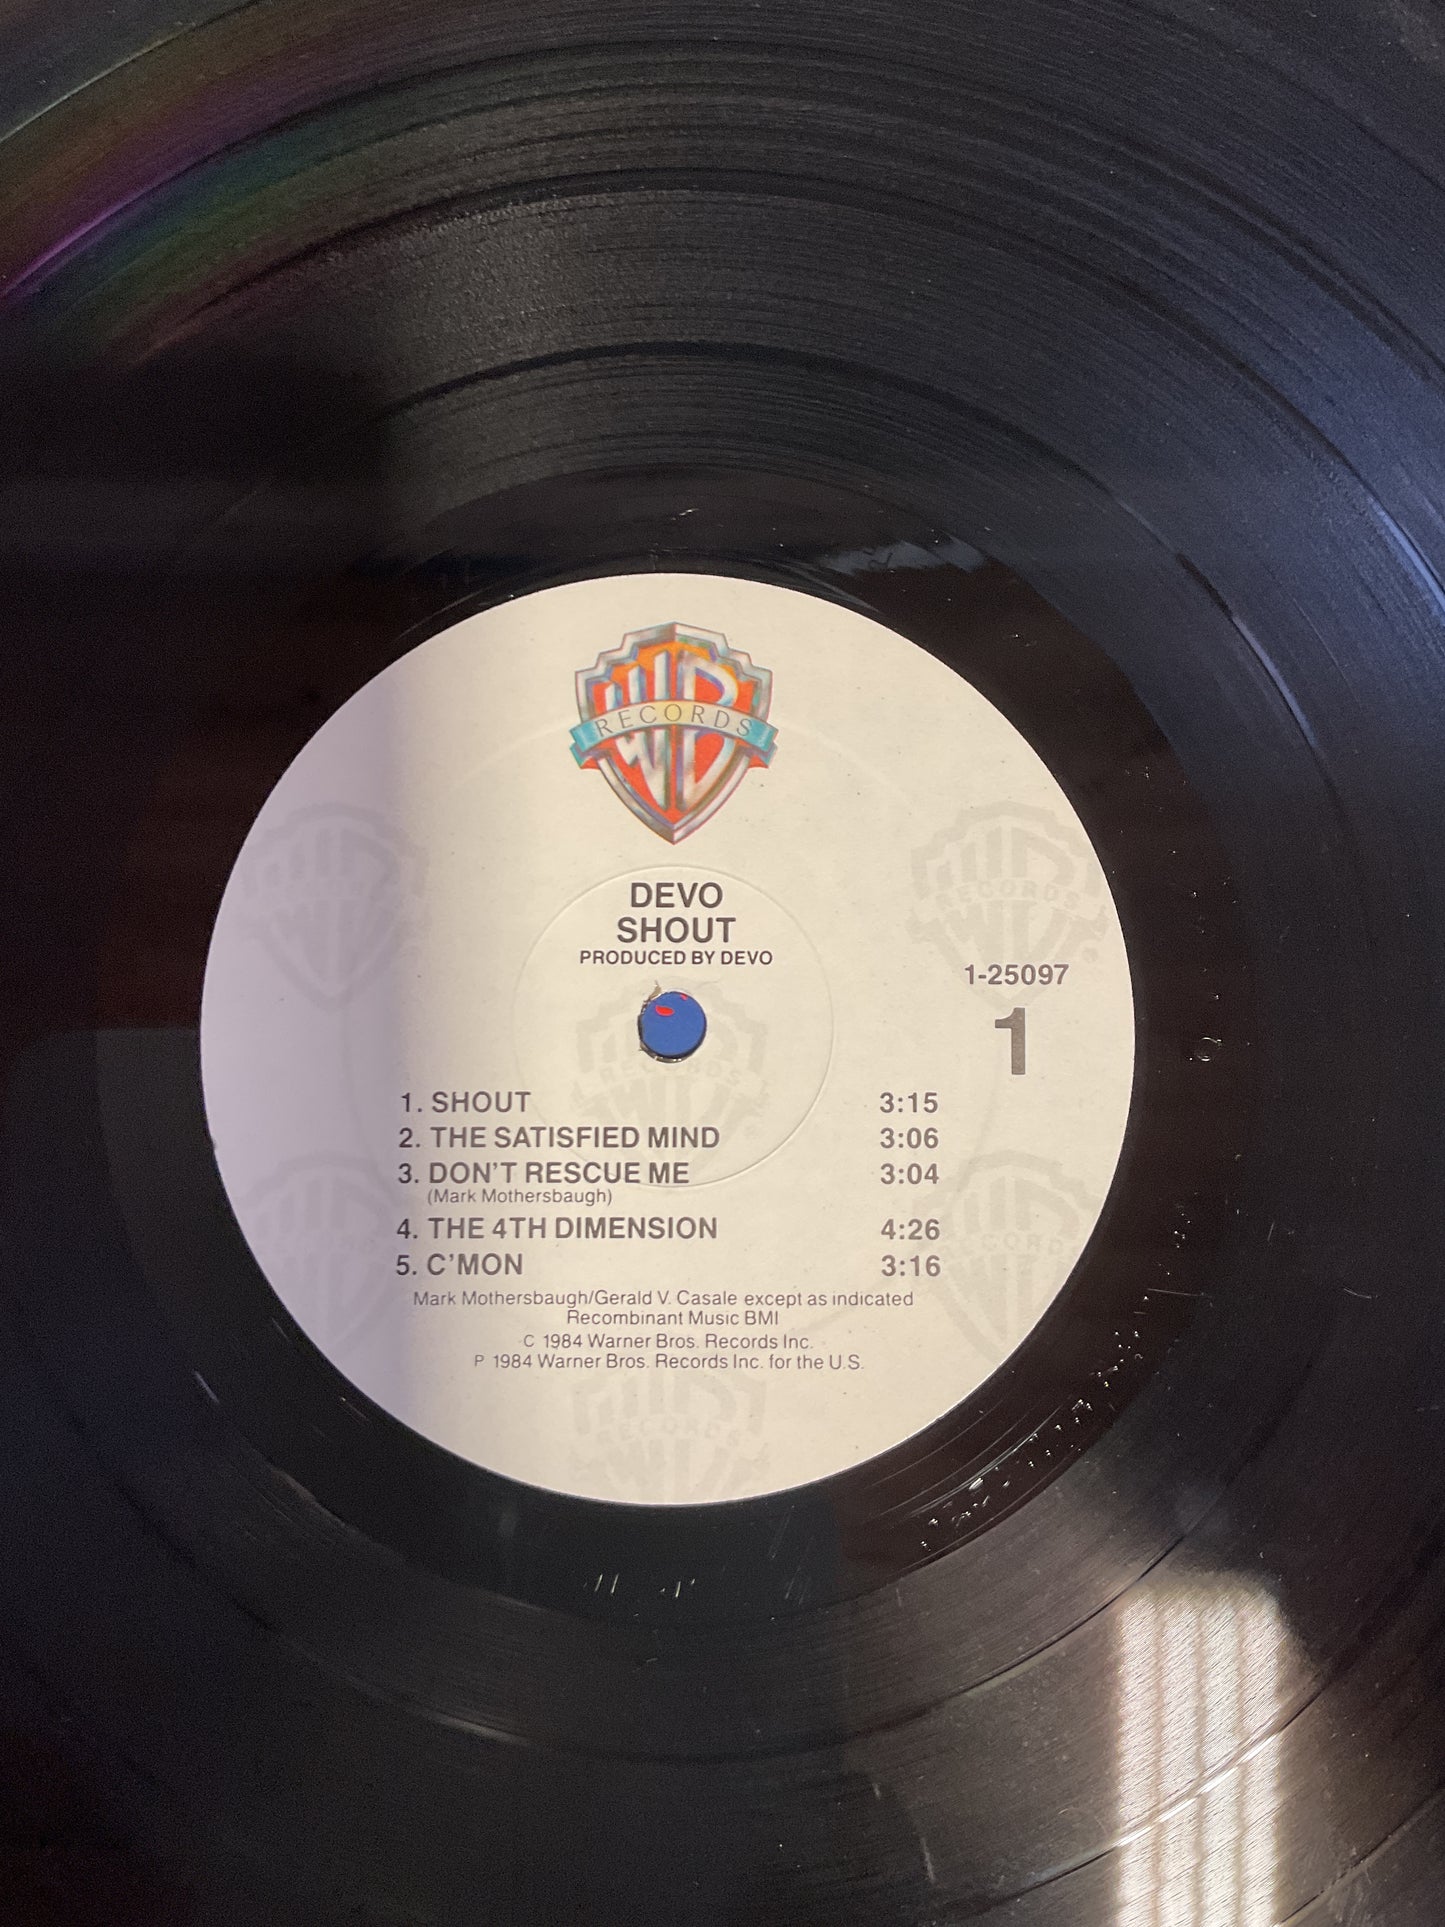 WB
RECORDS
DEVO
SHOUT
PRODUCED BY DEVO
1-25097
1
1. SHOUT 3:15
2. THE SATISFIED MIND 3:06
3. DON'T RESCUE ME 3:04
(Mark Mothersbaugh)
4. THE 4TH DIMENSION 4:26
5. C'MON 3:16
Mark Mothersbaugh/Gerald V. Casale except as indicated
Recombinant Music BMI
C 1984 Warner Bros. Records Inc.
P 1984 Warner Bros. Records Inc. for the U.S.